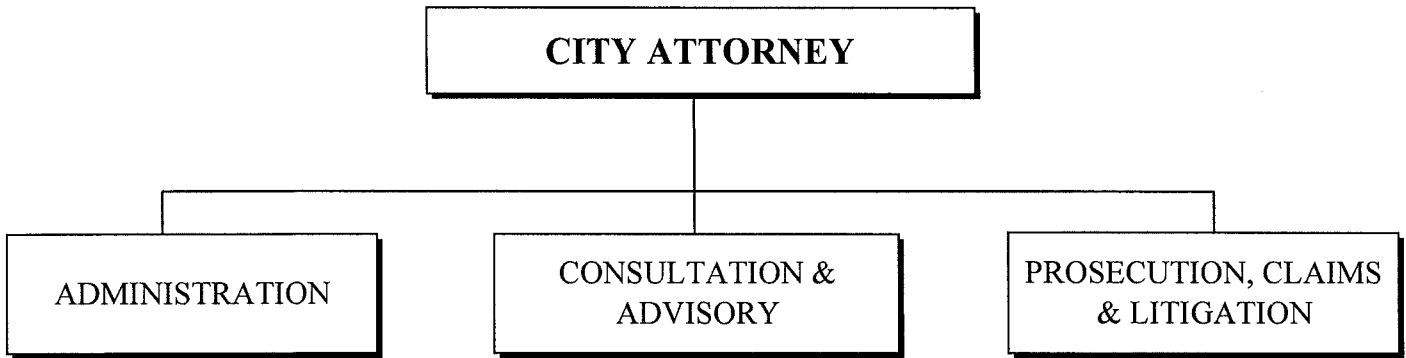 CITY ATTORNEY
ADMINISTRATION
CONSULTATION &
ADVISORY
PROSECUTION, CLAIMS
& LITIGATION